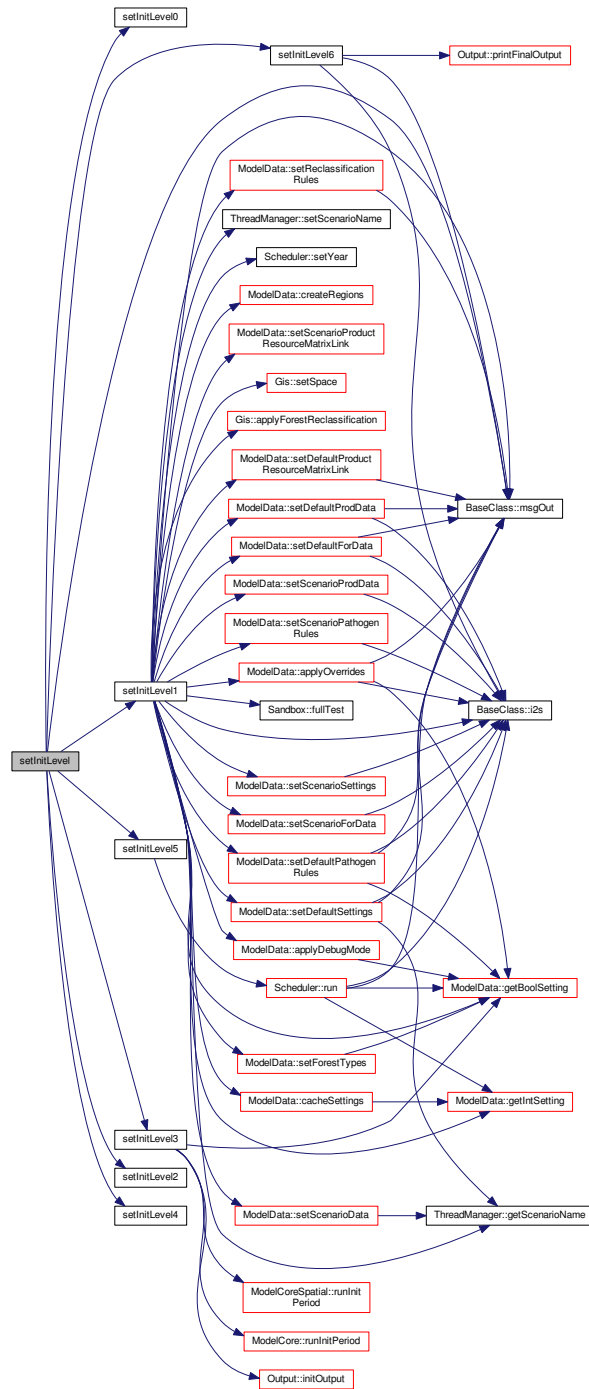 setInitLevel0
setInitLevel6
Output::printFinalOutput
ModelData::setReclassification
Rules
ThreadManager::setScenarioName
Scheduler::setYear
ModelData::createRegions
ModelData::setScenarioProduct
ResourceMatrixLink
Gis::setSpace
Gis::applyForestReclassification
ModelData::setDefaultProduct
ResourceMatrixLink
ModelData::setDefaultProdData
BaseClass::msgOut
ModelData::setDefaultForData
ModelData::setScenarioProdData
ModelData::setScenarioPathogen
Rules
ModelData::applyOverrides
setInitLevel1
Sandbox::fullTest
BaseClass::i2s
setInitLevel
ModelData::setScenarioSettings
ModelData::setScenarioForData
setInitLevel5
ModelData::setDefaultPathogen
Rules
ModelData::setDefaultSettings
ModelData::applyDebugMode
Scheduler::run
ModelData::getBoolSetting
ModelData::setForestTypes
ModelData::cacheSettings
ModelData::getIntSetting
setInitLevel3
setInitLevel2
setInitLevel4
ModelData::setScenarioData
ThreadManager::getScenarioName
ModelCoreSpatial::runInit
Period
ModelCore::runInitPeriod
Output::initOutput